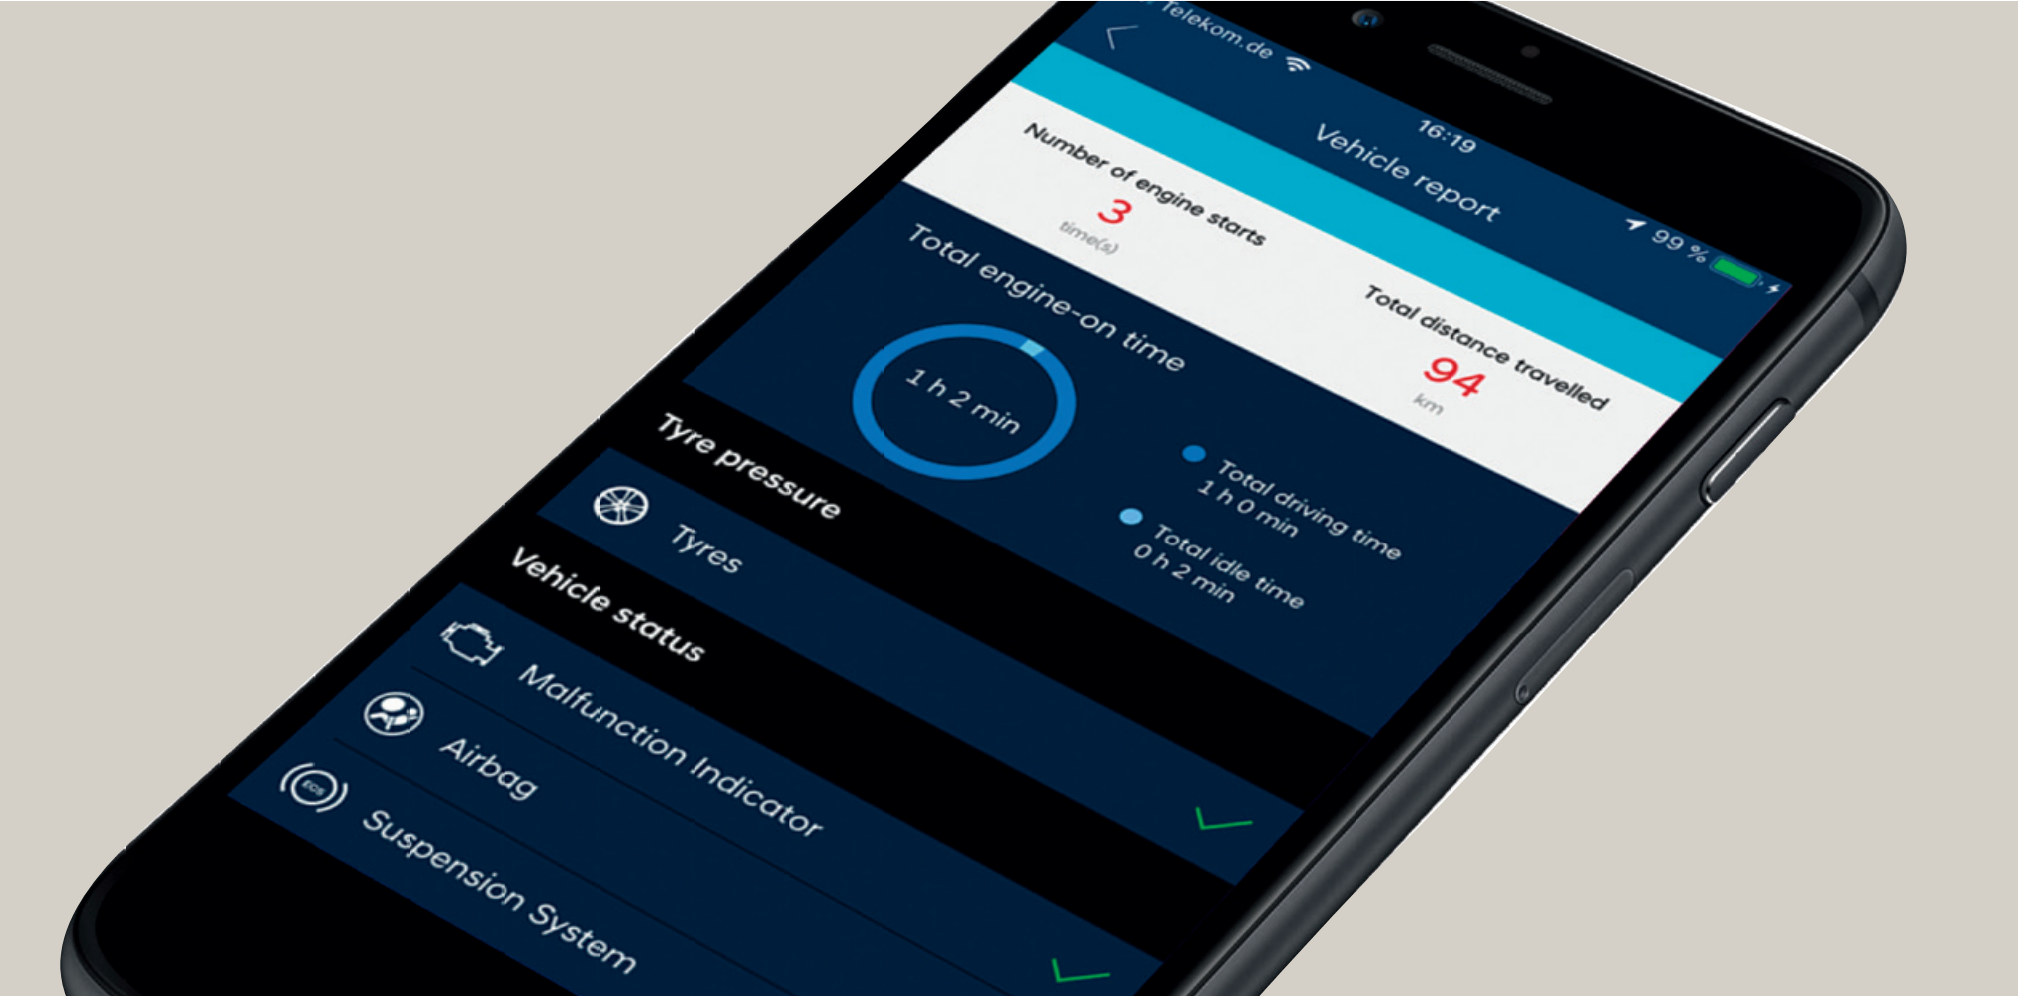 Telekom.de
16:19
99 %
Vehicle report
Number of engine starts
3
time(s)
Total distance travelled
94
km
Total engine-on time
1 h 2 min
Total driving time
1 h 0 min
Total idle time
0 h 2 min
Tyre pressure
Tyres
Vehicle status
Malfunction Indicator
Airbag
ECS
Suspension System